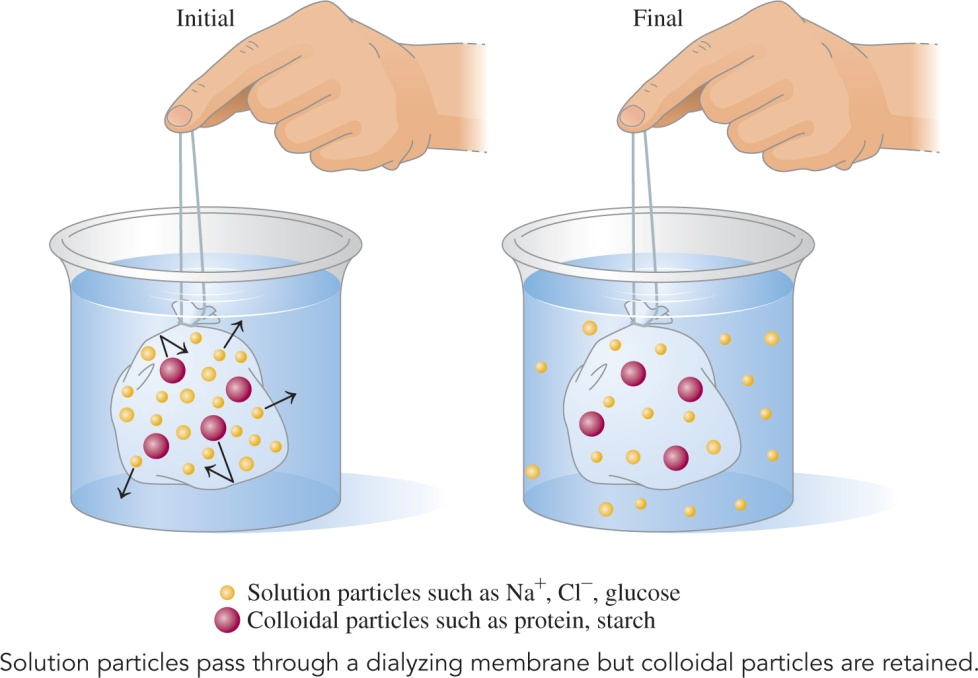 Initial
Final
Solution particles such as Na⁺, Cl⁻, glucose
Colloidal particles such as protein, starch
Solution particles pass through a dialyzing membrane but colloidal particles are retained.